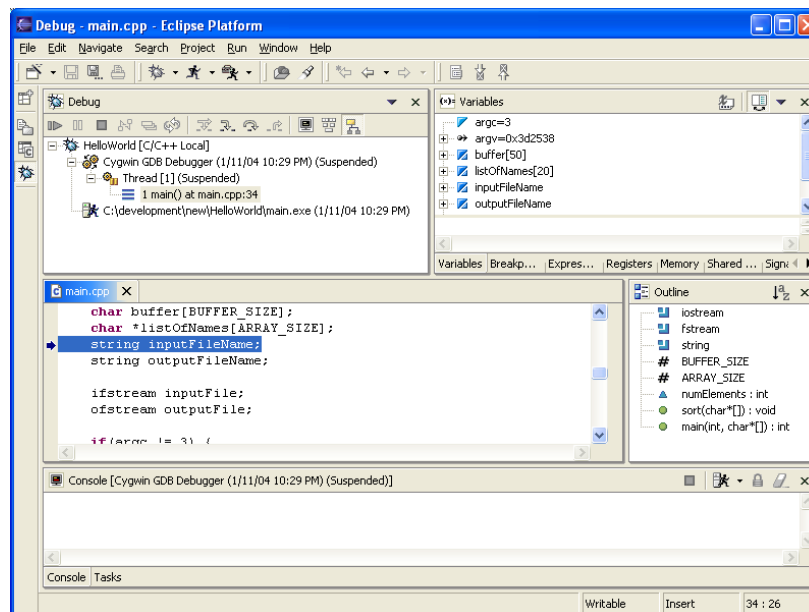 Debug - main.cpp - Eclipse Platform
File Edit Navigate Search Project Run Window Help
Debug
HelloWorld [C/C++ Local]
Cygwin GDB Debugger (1/11/04 10:29 PM) (Suspended)
Thread [1] (Suspended)
1 main() at main.cpp:34
C:\development\new\HelloWorld\main.exe (1/11/04 10:29 PM)
(x)= Variables
argc=3
argv=0x3d2538
buffer[50]
listOfNames[20]
inputFileName
outputFileName
Variables Breakp... Expres... Registers Memory Shared ... Signa
main.cpp
char buffer[BUFFER_SIZE];
char *listOfNames[ARRAY_SIZE];
string inputFileName;
string outputFileName;
ifstream inputFile;
ofstream outputFile;
if(argc != 3) {
Outline
iostream
fstream
string
# BUFFER_SIZE
# ARRAY_SIZE
numElements : int
sort(char*[]) : void
main(int, char*[]) : int
Console [Cygwin GDB Debugger (1/11/04 10:29 PM) (Suspended)]
Console Tasks
Writable Insert 34 : 26